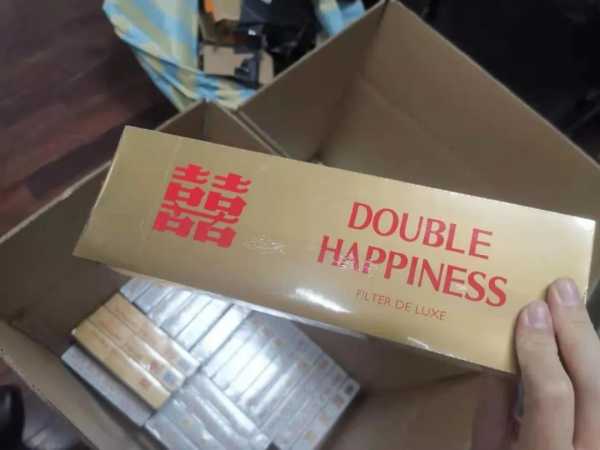 囍
DOUBLE
HAPPINESS
FILTER DE LUXE